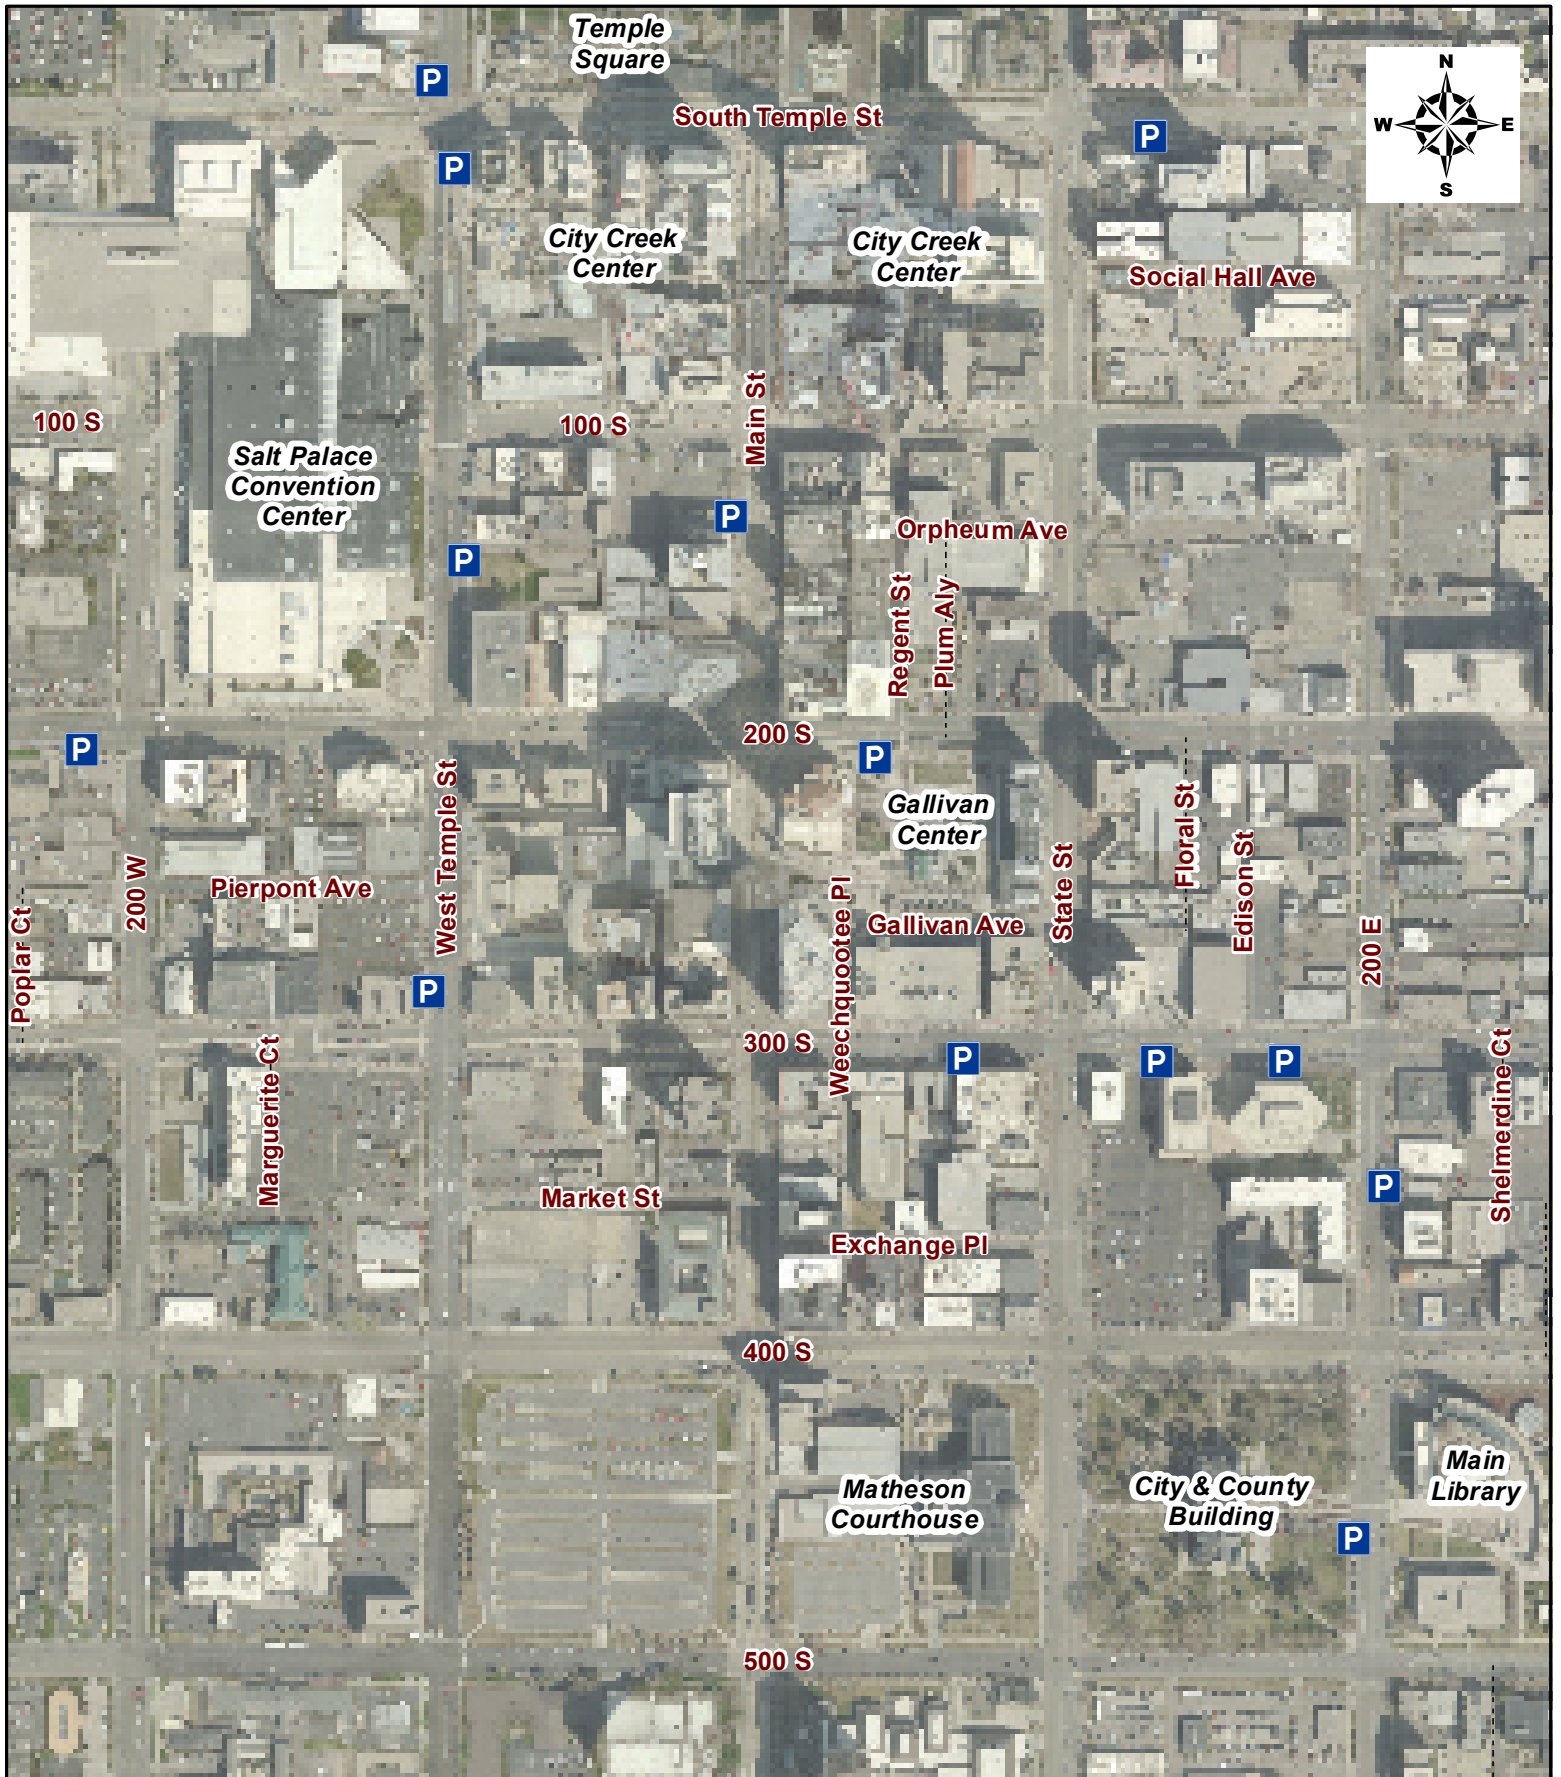 Temple
Square
P
N
W
E
S
South Temple St
P
P
City Creek
Center
City Creek
Center
Social Hall Ave
Main St
100 S
100 S
Salt Palace
Convention
Center
P
Orpheum Ave
P
Regent St
Plum Aly
200 S
P
P
West Temple St
Floral St
Gallivan
Center
Edison St
State St
200 W
Pierpont Ave
Weechquootee Pl
Gallivan Ave
200 E
Poplar Ct
P
300 S
Marguerite Ct
P
P
P
Shelmerdine Ct
P
Market St
Exchange Pl
400 S
Matheson
Courthouse
City & County
Building
Main
Library
P
500 S